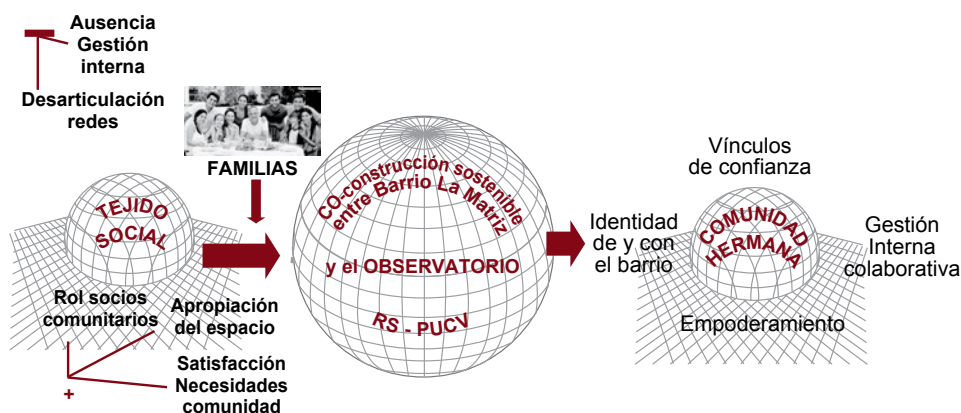 Ausencia
Gestión
interna
Desarticulación
redes
FAMILIAS
TEJIDO
SOCIAL
Rol socios
comunitarios
Apropiación
del espacio
Satisfacción
Necesidades
comunidad
+
CO-construcción sostenible
entre Barrio La Matriz
y el OBSERVATORIO
RS - PUCV
Identidad
de y con
el barrio
Vínculos
de confianza
COMUNIDAD
HERMANA
Gestión
Interna
colaborativa
Empoderamiento